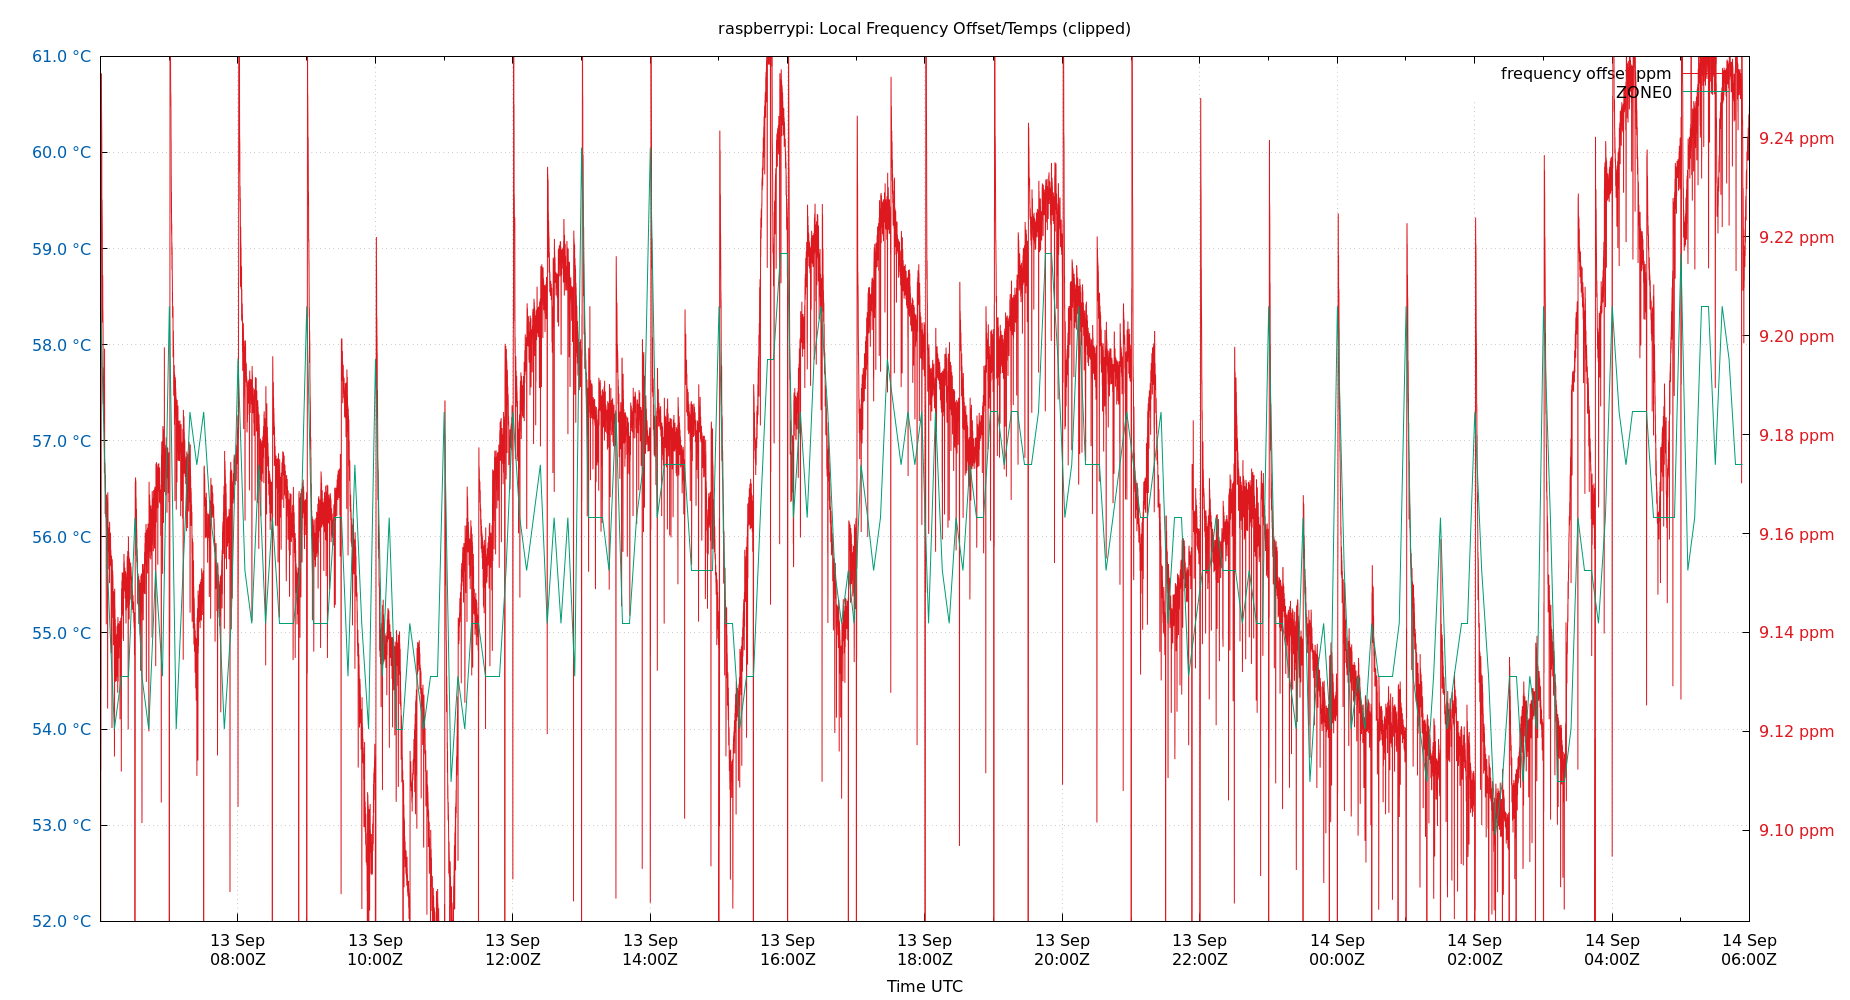 raspberrypi: Local Frequency Offset/Temps (clipped)
61.0 °C
60.0 °C
59.0 °C
58.0 °C
57.0 °C
56.0 °C
55.0 °C
54.0 °C
53.0 °C
52.0 °C
frequency offset ppm
ZONE0
9.24 ppm
9.22 ppm
9.20 ppm
9.18 ppm
9.16 ppm
9.14 ppm
9.12 ppm
9.10 ppm
13 Sep
08:00Z
13 Sep
10:00Z
13 Sep
12:00Z
13 Sep
14:00Z
13 Sep
16:00Z
13 Sep
18:00Z
13 Sep
20:00Z
13 Sep
22:00Z
14 Sep
00:00Z
14 Sep
02:00Z
14 Sep
04:00Z
14 Sep
06:00Z
Time UTC